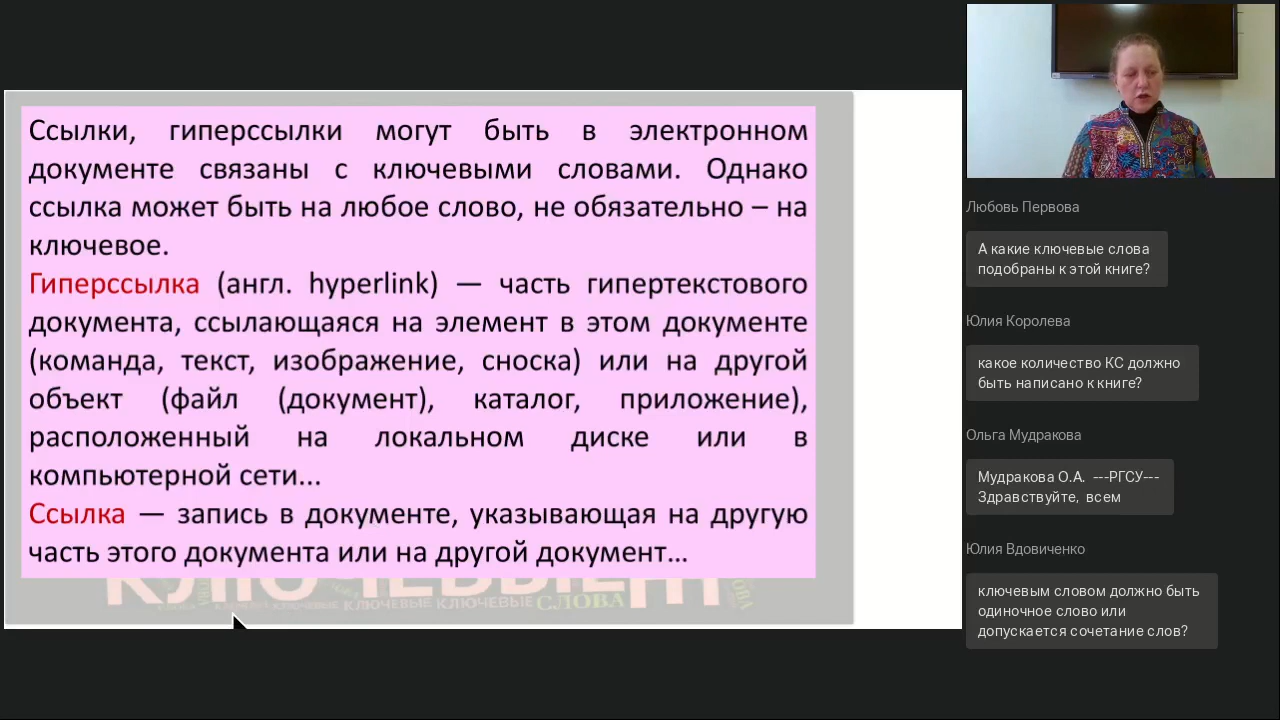 Ссылки, гиперссылки могут быть в электронном
документе связаны с ключевыми словами. Однако
ссылка может быть на любое слово, не обязательно – на
ключевое.
Гиперссылка (англ. hyperlink) — часть гипертекстового
документа, ссылающаяся на элемент в этом документе
(команда, текст, изображение, сноска) или на другой
объект (файл (документ), каталог, приложение),
расположенный на локальном диске или в
компьютерной сети...
Ссылка — запись в документе, указывающая на другую
часть этого документа или на другой документ...
КЛЮЧЕВЫЕ КЛЮЧЕВЫЕ СЛОВА
Любовь Первова
А какие ключевые слова
подобраны к этой книге?
Юлия Королева
какое количество КС должно
быть написано к книге?
Ольга Мудракова
Мудракова О.А. ---РГСУ---
Здравствуйте, всем
Юлия Вдовиченко
ключевым словом должно быть
одиночное слово или
допускается сочетание слов?